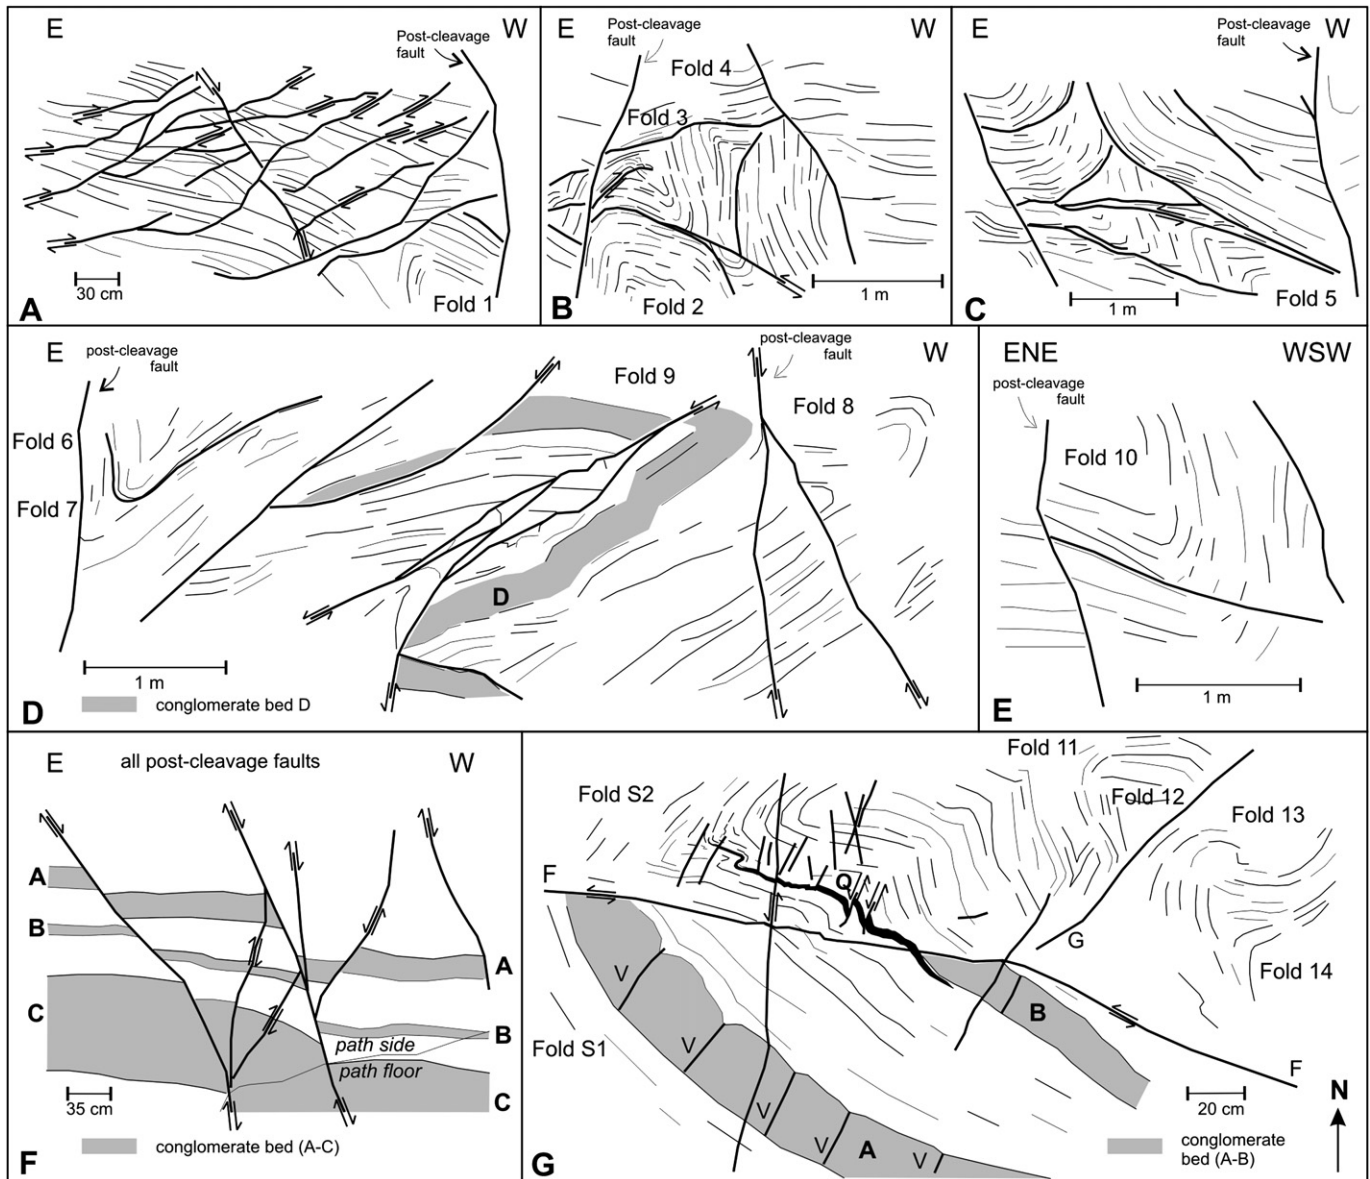 E
W
Post-cleavage
fault
30 cm
A
Fold 1
E
W
Post-cleavage
fault
Fold 4
Fold 3
B
Fold 2
1 m
E
W
Post-cleavage
fault
C
1 m
Fold 5
E
W
post-cleavage
fault
post-cleavage
fault
Fold 9
Fold 8
Fold 6
Fold 7
D
1 m
D
conglomerate bed D
ENE
WSW
post-cleavage
fault
Fold 10
1 m
E
E
all post-cleavage faults
W
A
B
A
C
B
path side
path floor
35 cm
C
F
conglomerate bed (A-C)
Fold 11
Fold S2
Fold 12
Fold 13
F
Q
G
V
Fold 14
B
V
Fold S1
F
V
20 cm
N
V
A
V
G
conglomerate
bed (A-B)